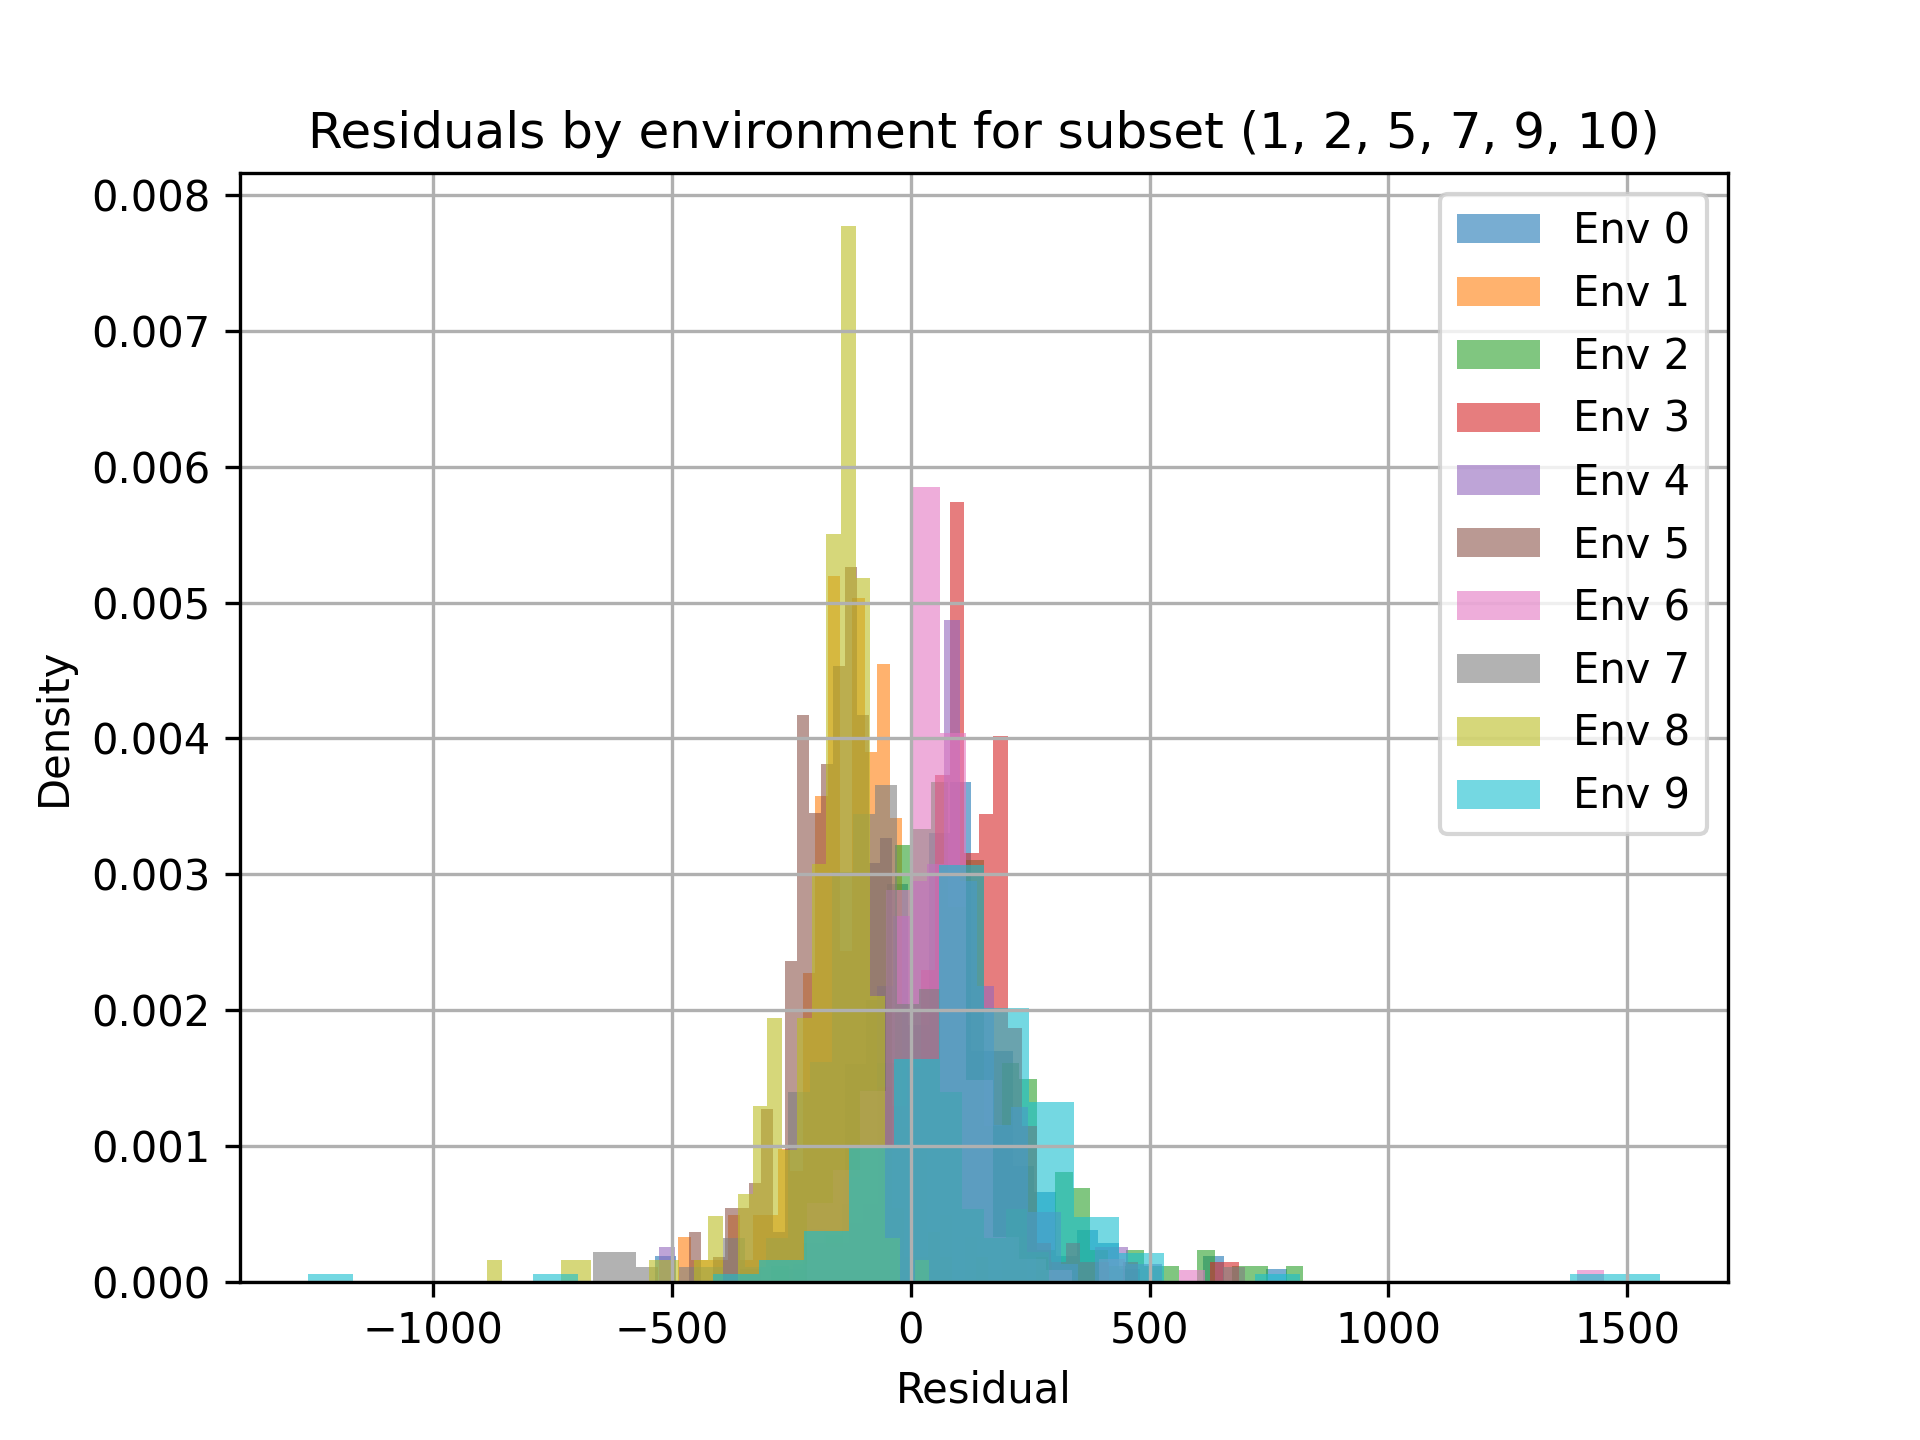 Residuals by environment for subset (1, 2, 5, 7, 9, 10)
0.008
0.007
0.006
0.005
0.004
0.003
0.002
0.001
0.000
Density
−1000
−500
0
500
1000
1500
Residual
Env 0
Env 1
Env 2
Env 3
Env 4
Env 5
Env 6
Env 7
Env 8
Env 9